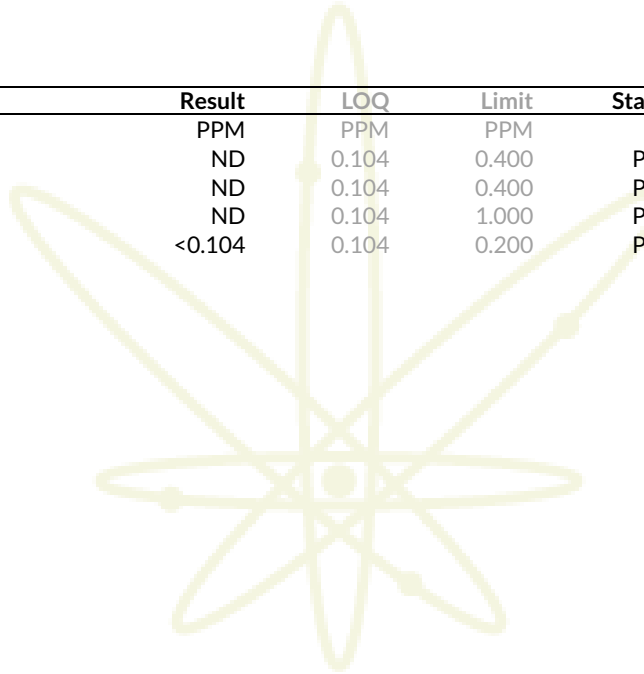 Result LOQ Limit Sta
PPM PPM PPM
ND 0.104 0.400 P
ND 0.104 0.400 P
ND 0.104 1.000 P
<0.104 0.104 0.200 P